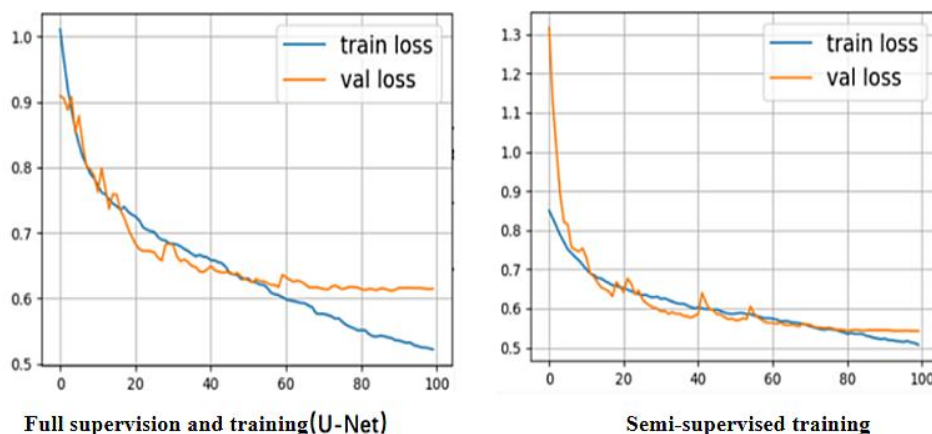 train loss
val loss
1.0
0.9
0.8
0.7
0.6
0.5
0 20 40 60 80 100
Full supervision and training(U-Net)
train loss
val loss
1.3
1.2
1.1
1.0
0.9
0.8
0.7
0.6
0.5
0 20 40 60 80 100
Semi-supervised training